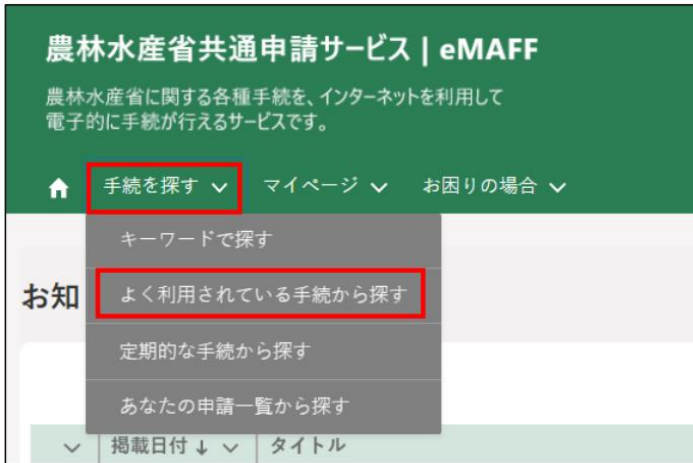 農林水産省共通申請サービス | eMAFF
農林水産省に関する各種手続を、インターネットを利用して
電子的に手続が行えるサービスです。
手続を探す マイページ お困りの場合
キーワードで探す
よく利用されている手続から探す
お知
定期的な手続から探す
あなたの申請一覧から探す
掲載日付↓ タイトル